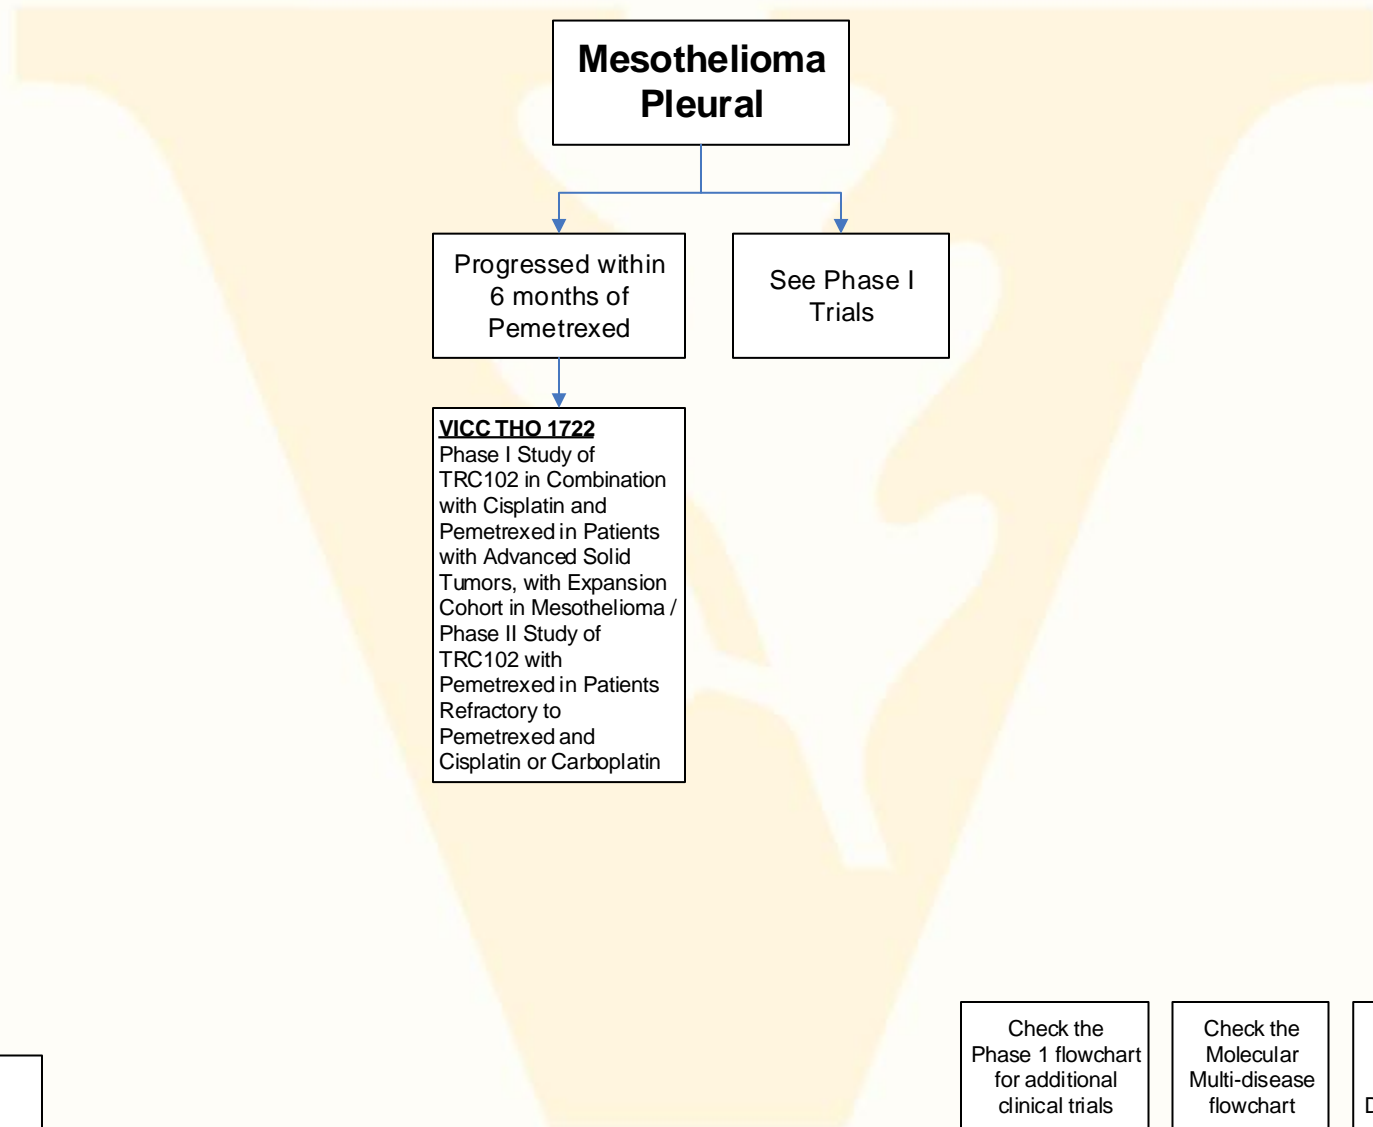 Mesothelioma
Pleural
Progressed within
6 months of
Pemetrexed
See Phase I
Trials
VICC THO 1722
Phase I Study of
TRC102 in Combination
with Cisplatin and
Pemetrexed in Patients
with Advanced Solid
Tumors, with Expansion
Cohort in Mesothelioma /
Phase II Study of
TRC102 with
Pemetrexed in Patients
Refractory to
Pemetrexed and
Cisplatin or Carboplatin
Check the
Phase 1 flowchart
for additional
clinical trials
Check the
Molecular
Multi-disease
flowchart